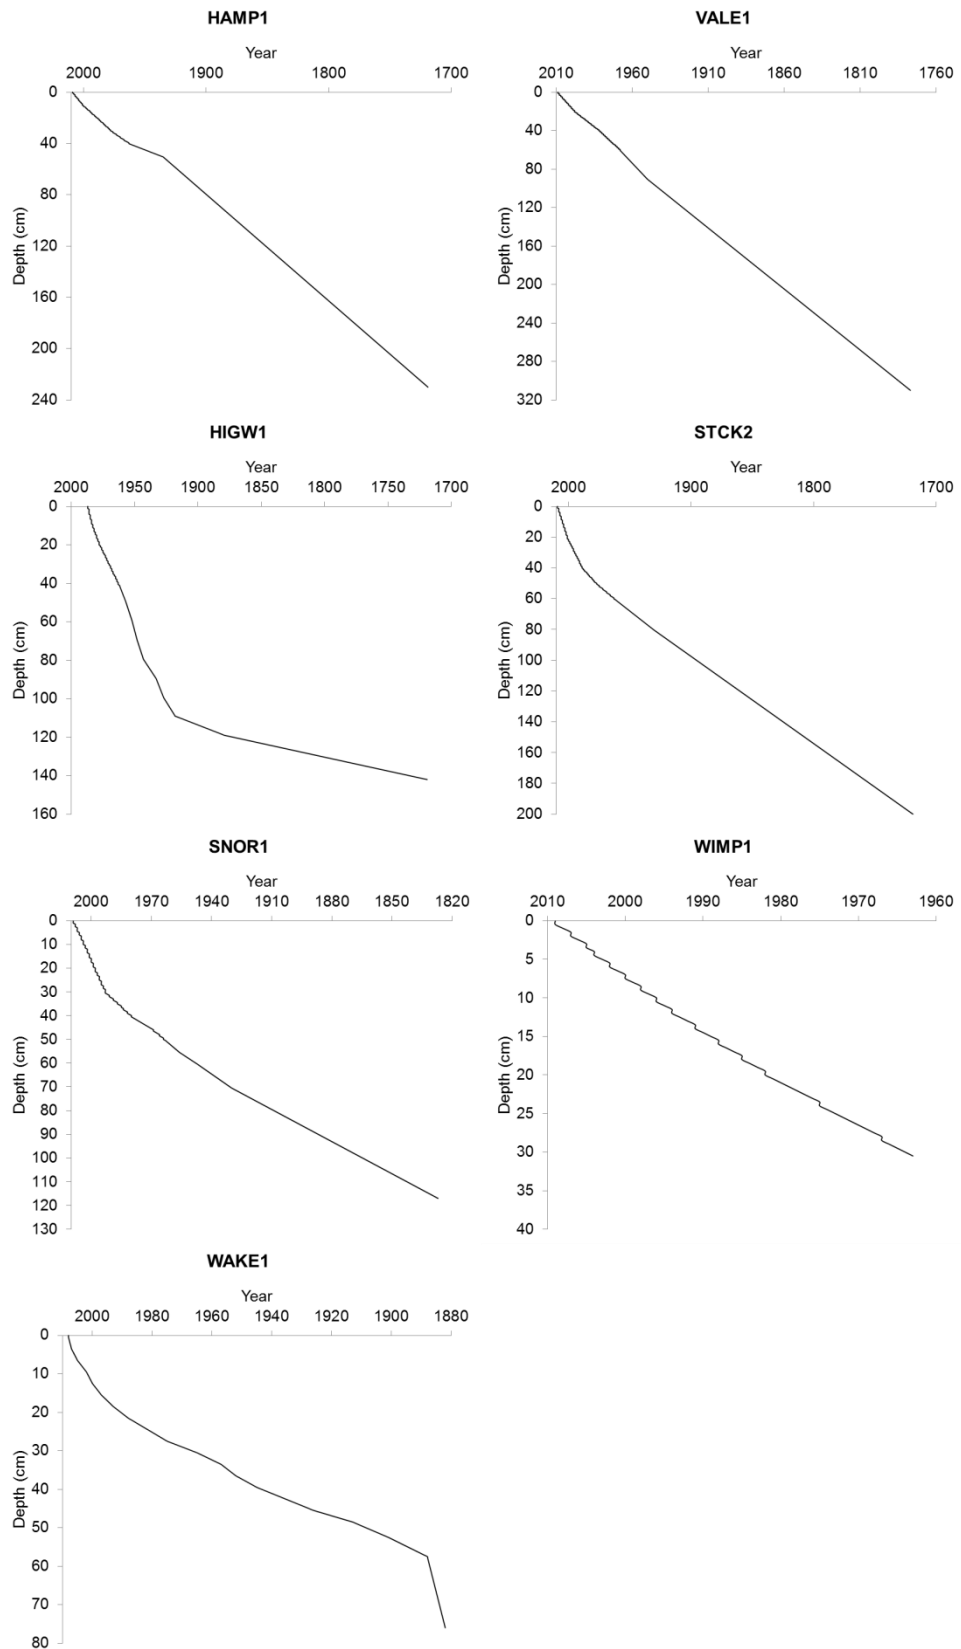 HAMP1
Year
2000 1900 1800 1700
0
40
80
120
160
200
240
Depth (cm)
VALE1
Year
2010 1960 1910 1860 1810 1760
0
40
80
120
160
200
240
280
320
Depth (cm)
HIGW1
Year
2000 1950 1900 1850 1800 1750 1700
0
20
40
60
80
100
120
140
160
Depth (cm)
STCK2
Year
2000 1900 1800 1700
0
20
40
60
80
100
120
140
160
180
200
Depth (cm)
SNOR1
Year
2000 1970 1940 1910 1880 1850 1820
0
10
20
30
40
50
60
70
80
90
100
110
120
130
Depth (cm)
WIMP1
Year
2010 2000 1990 1980 1970 1960
0
5
10
15
20
25
30
35
40
Depth (cm)
WAKE1
Year
2000 1980 1960 1940 1920 1900 1880
0
10
20
30
40
50
60
70
80
Depth (cm)